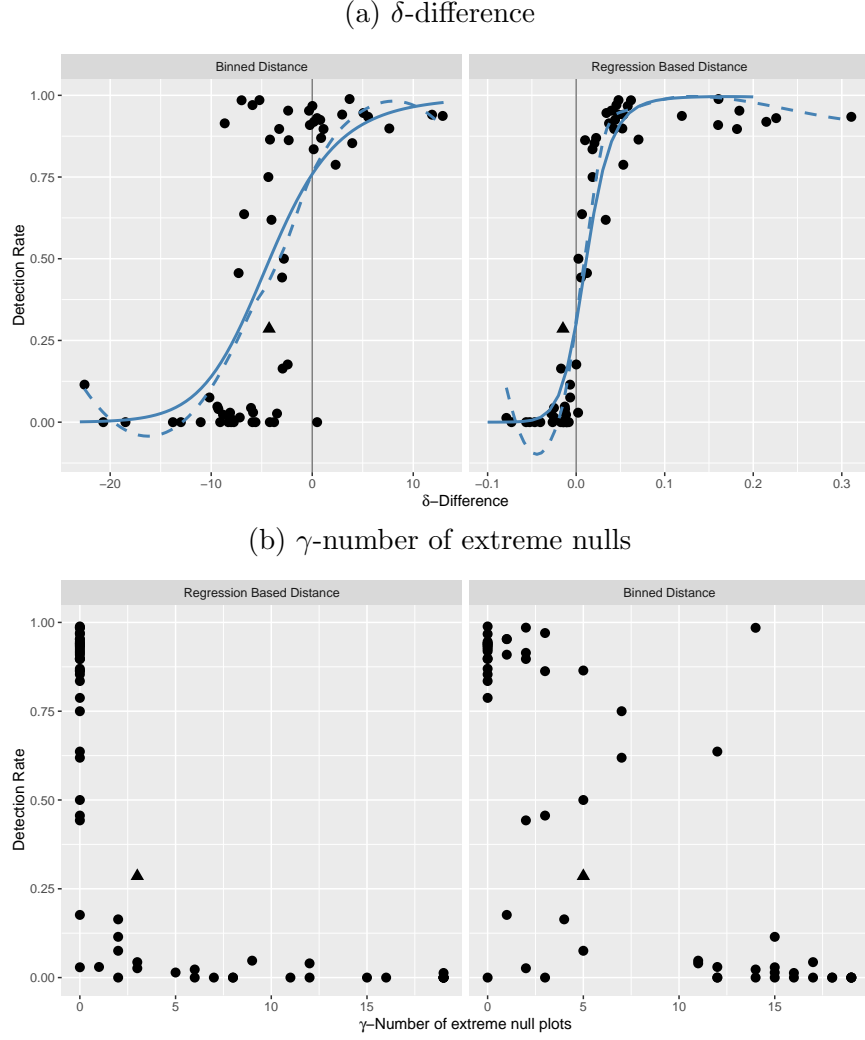 (a) δ-difference
Binned Distance
Regression Based Distance
1.00
0.75
0.50
0.25
0.00
Detection Rate
−20
−10
0
10
−0.1
0.0
0.1
0.2
0.3
δ−Difference
(b) γ-number of extreme nulls
Regression Based Distance
Binned Distance
1.00
0.75
0.50
0.25
0.00
Detection Rate
0
5
10
15
0
5
10
15
γ−Number of extreme null plots